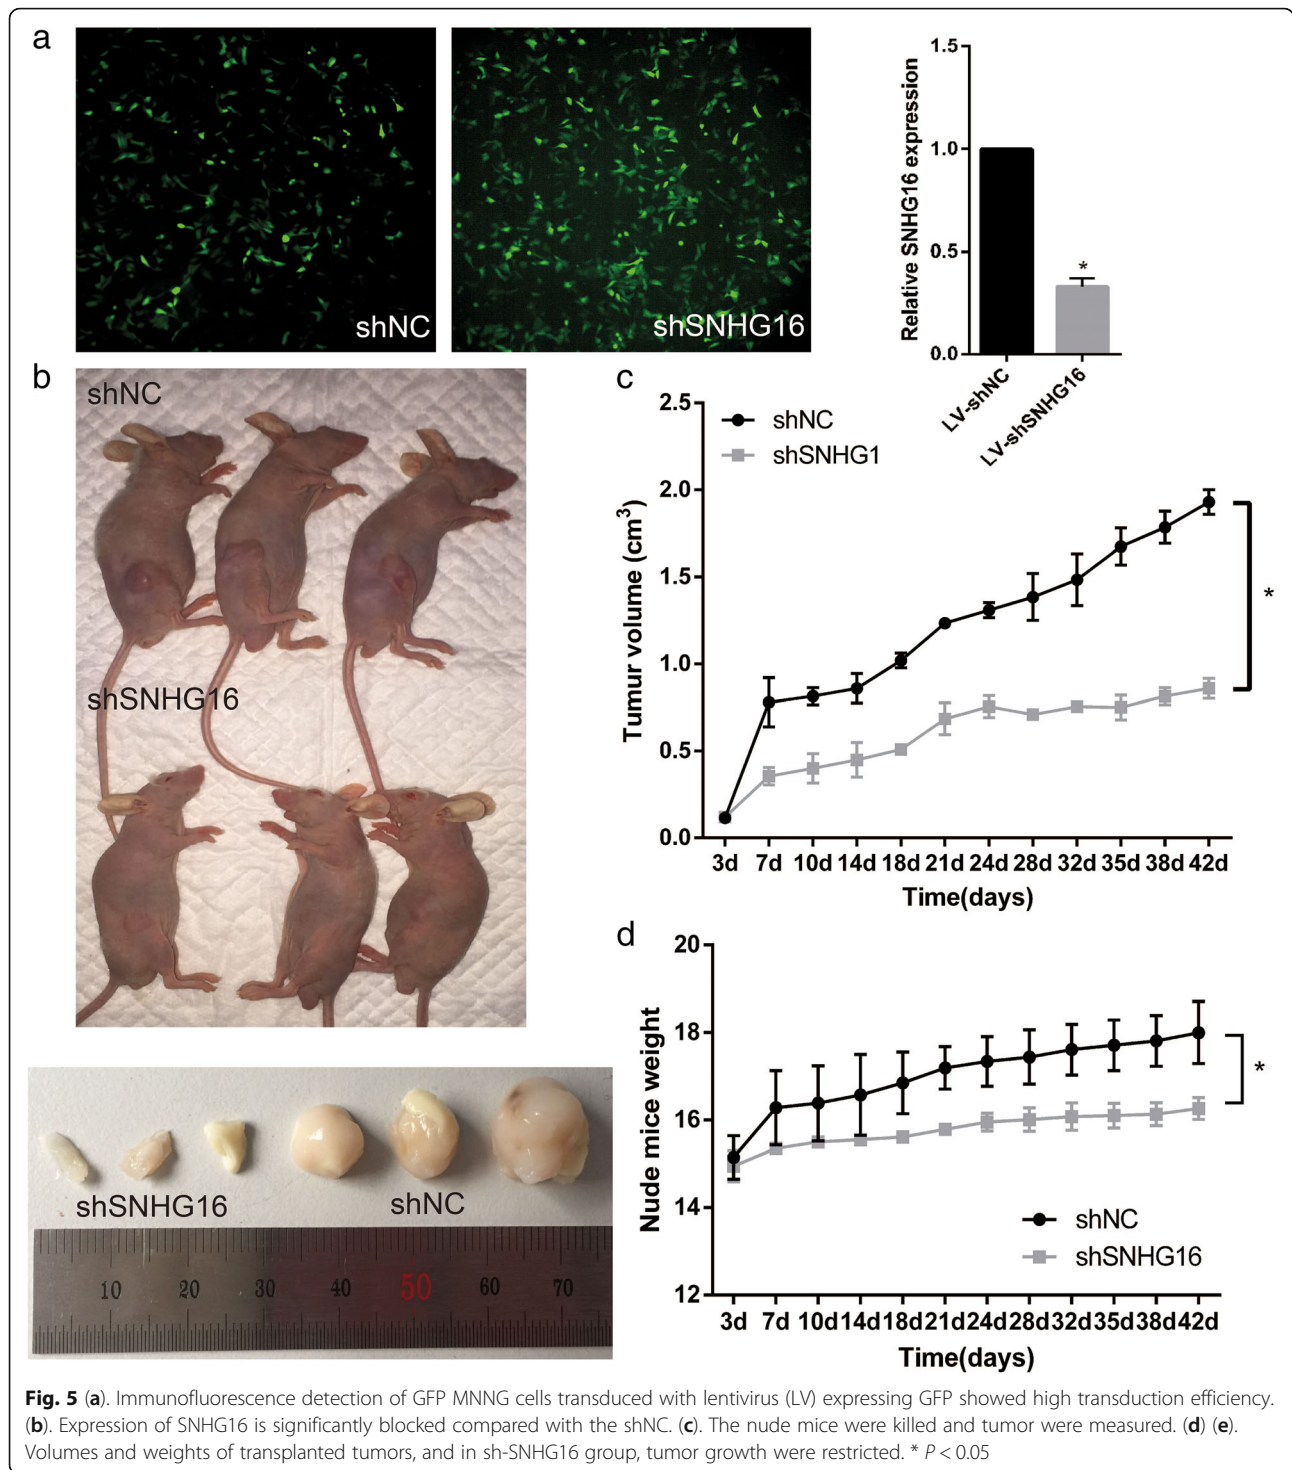 a
shNC
shSNHG16
Relative SNHG16 expression
1.5
1.0
0.5
0.0
*
LV-shNC
LV-shSNHG16
b
shNC
shSNHG16
shSNHG16
shNC
10 20 30 40 50 60 70
c
shNC
shSNHG1
Tumur volume (cm³)
2.5
2.0
1.5
1.0
0.5
0.0
*
3d 7d 10d 14d 18d 21d 24d 28d 32d 35d 38d 42d
Time(days)
d
Nude mice weight
20
18
16
14
12
*
shNC
shSNHG16
3d 7d 10d 14d 18d 21d 24d 28d 32d 35d 38d 42d
Time(days)
Fig. 5 (a). Immunofluorescence detection of GFP MNNG cells transduced with lentivirus (LV) expressing GFP showed high transduction efficiency.
(b). Expression of SNHG16 is significantly blocked compared with the shNC. (c). The nude mice were killed and tumor were measured. (d) (e).
Volumes and weights of transplanted tumors, and in sh-SNHG16 group, tumor growth were restricted. * P < 0.05